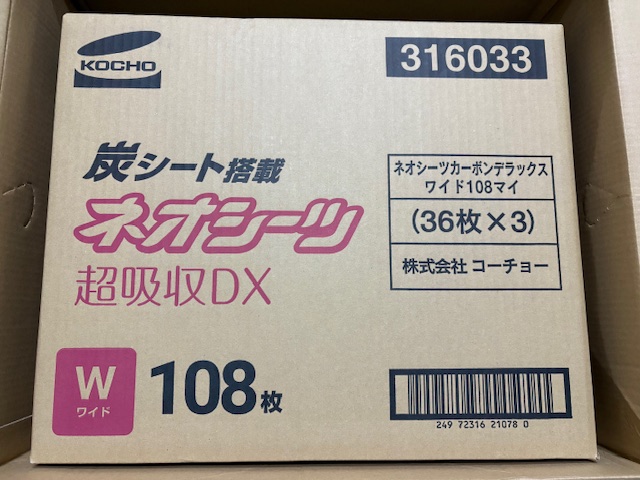 KOCHO
316033
炭シート搭載
ネオシーツ
超吸収DX
ネオシーツカーボンデラックス
ワイド108マイ
(36枚×3)
株式会社 コーチョー
W
ワイド
108枚
249 72316 21078 0